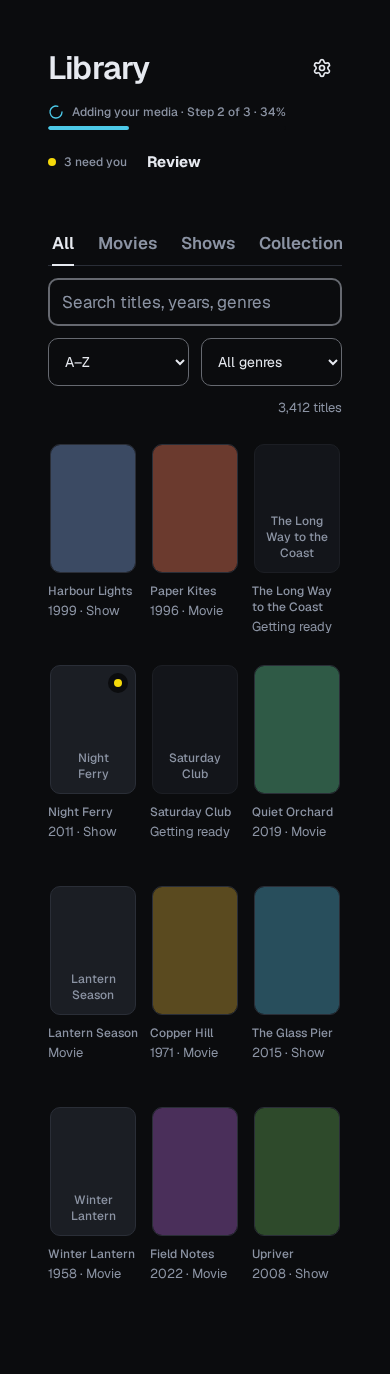 Library
Adding your media · Step 2 of 3 · 34%
3 need you Review
All Movies Shows Collection
Search titles, years, genres
A–Z All genres
3,412 titles
The Long
Way to the
Coast
Harbour Lights Paper Kites The Long Way
to the Coast
1999 · Show 1996 · Movie Getting ready
Night
Ferry
Saturday
Club
Night Ferry Saturday Club Quiet Orchard
2011 · Show Getting ready 2019 · Movie
Lantern
Season
Lantern Season Copper Hill The Glass Pier
Movie 1971 · Movie 2015 · Show
Winter
Lantern
Winter Lantern Field Notes Upriver
1958 · Movie 2022 · Movie 2008 · Show